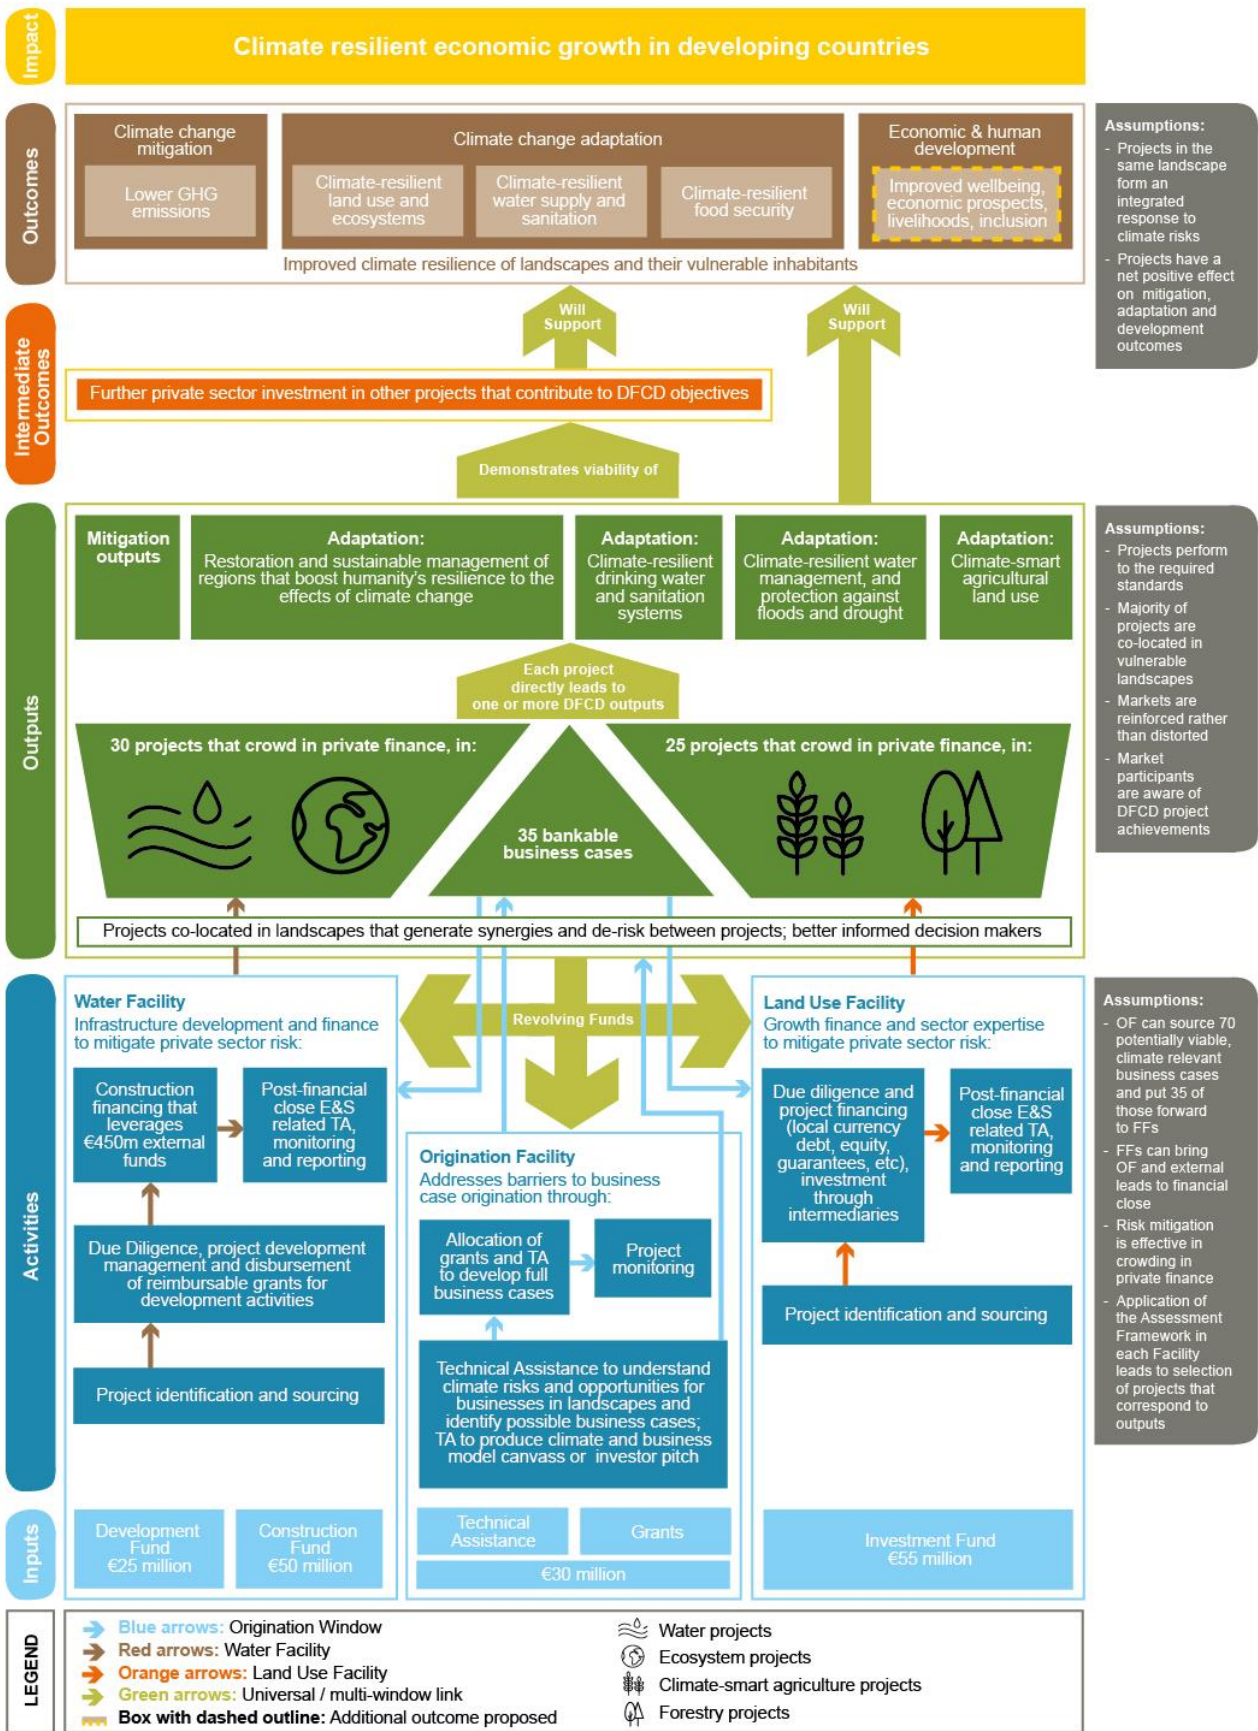 Impact
Climate resilient economic growth in developing countries
Outcomes
Climate change
mitigation
Lower GHG
emissions
Climate change adaptation
Climate-resilient
land use and
ecosystems
Climate-resilient
water supply and
sanitation
Climate-resilient
food security
Economic & human
development
Improved wellbeing,
economic prospects,
livelihoods, inclusion
Improved climate resilience of landscapes and their vulnerable inhabitants
Assumptions:
- Projects in the
same landscape
form an
integrated
response to
climate risks
- Projects have a
net positive effect
on mitigation,
adaptation and
development
outcomes
Intermediate
Outcomes
Will
Support
Will
Support
Further private sector investment in other projects that contribute to DFCD objectives
Demonstrates viability of
Outputs
Mitigation
outputs
Adaptation:
Restoration and sustainable management of
regions that boost humanity's resilience to the
effects of climate change
Adaptation:
Climate-resilient
drinking water
and sanitation
systems
Adaptation:
Climate-resilient water
management, and
protection against
floods and drought
Adaptation:
Climate-smart
agricultural
land use
Each project
directly leads to
one or more DFCD outputs
30 projects that crowd in private finance, in:
35 bankable
business cases
25 projects that crowd in private finance, in:
Projects co-located in landscapes that generate synergies and de-risk between projects; better informed decision makers
Assumptions:
- Projects perform
to the required
standards
- Majority of
projects are
co-located in
vulnerable
landscapes
- Markets are
reinforced rather
than distorted
- Market
participants
are aware of
DFCD project
achievements
Activities
Water Facility
Infrastructure development and finance
to mitigate private sector risk:
Construction
financing that
leverages
€450m external
funds
Post-financial
close E&S
related TA,
monitoring
and reporting
Due Diligence, project development
management and disbursement
of reimbursable grants for
development activities
Project identification and sourcing
Revolving Funds
Origination Facility
Addresses barriers to business
case origination through:
Allocation of
grants and TA
to develop full
business cases
Project
monitoring
Technical Assistance to understand
climate risks and opportunities for
businesses in landscapes and
identify possible business cases;
TA to produce climate and business
model canvass or investor pitch
Land Use Facility
Growth finance and sector expertise
to mitigate private sector risk:
Due diligence and
project financing
(local currency
debt, equity,
guarantees, etc),
investment
through
intermediaries
Post-financial
close E&S
related TA,
monitoring
and reporting
Project identification and sourcing
Assumptions:
- OF can source 70
potentially viable,
climate relevant
business cases
and put 35 of
those forward
to FFs
- FFs can bring
OF and external
leads to financial
close
- Risk mitigation
is effective in
crowding in
private finance
- Application of
the Assessment
Framework in
each Facility
leads to selection
of projects that
correspond to
outputs
Inputs
Development
Fund
€25 million
Construction
Fund
€50 million
Technical
Assistance
Grants
€30 million
Investment Fund
€55 million
LEGEND
Blue arrows: Origination Window
Red arrows: Water Facility
Orange arrows: Land Use Facility
Green arrows: Universal / multi-window link
Box with dashed outline: Additional outcome proposed
Water projects
Ecosystem projects
Climate-smart agriculture projects
Forestry projects